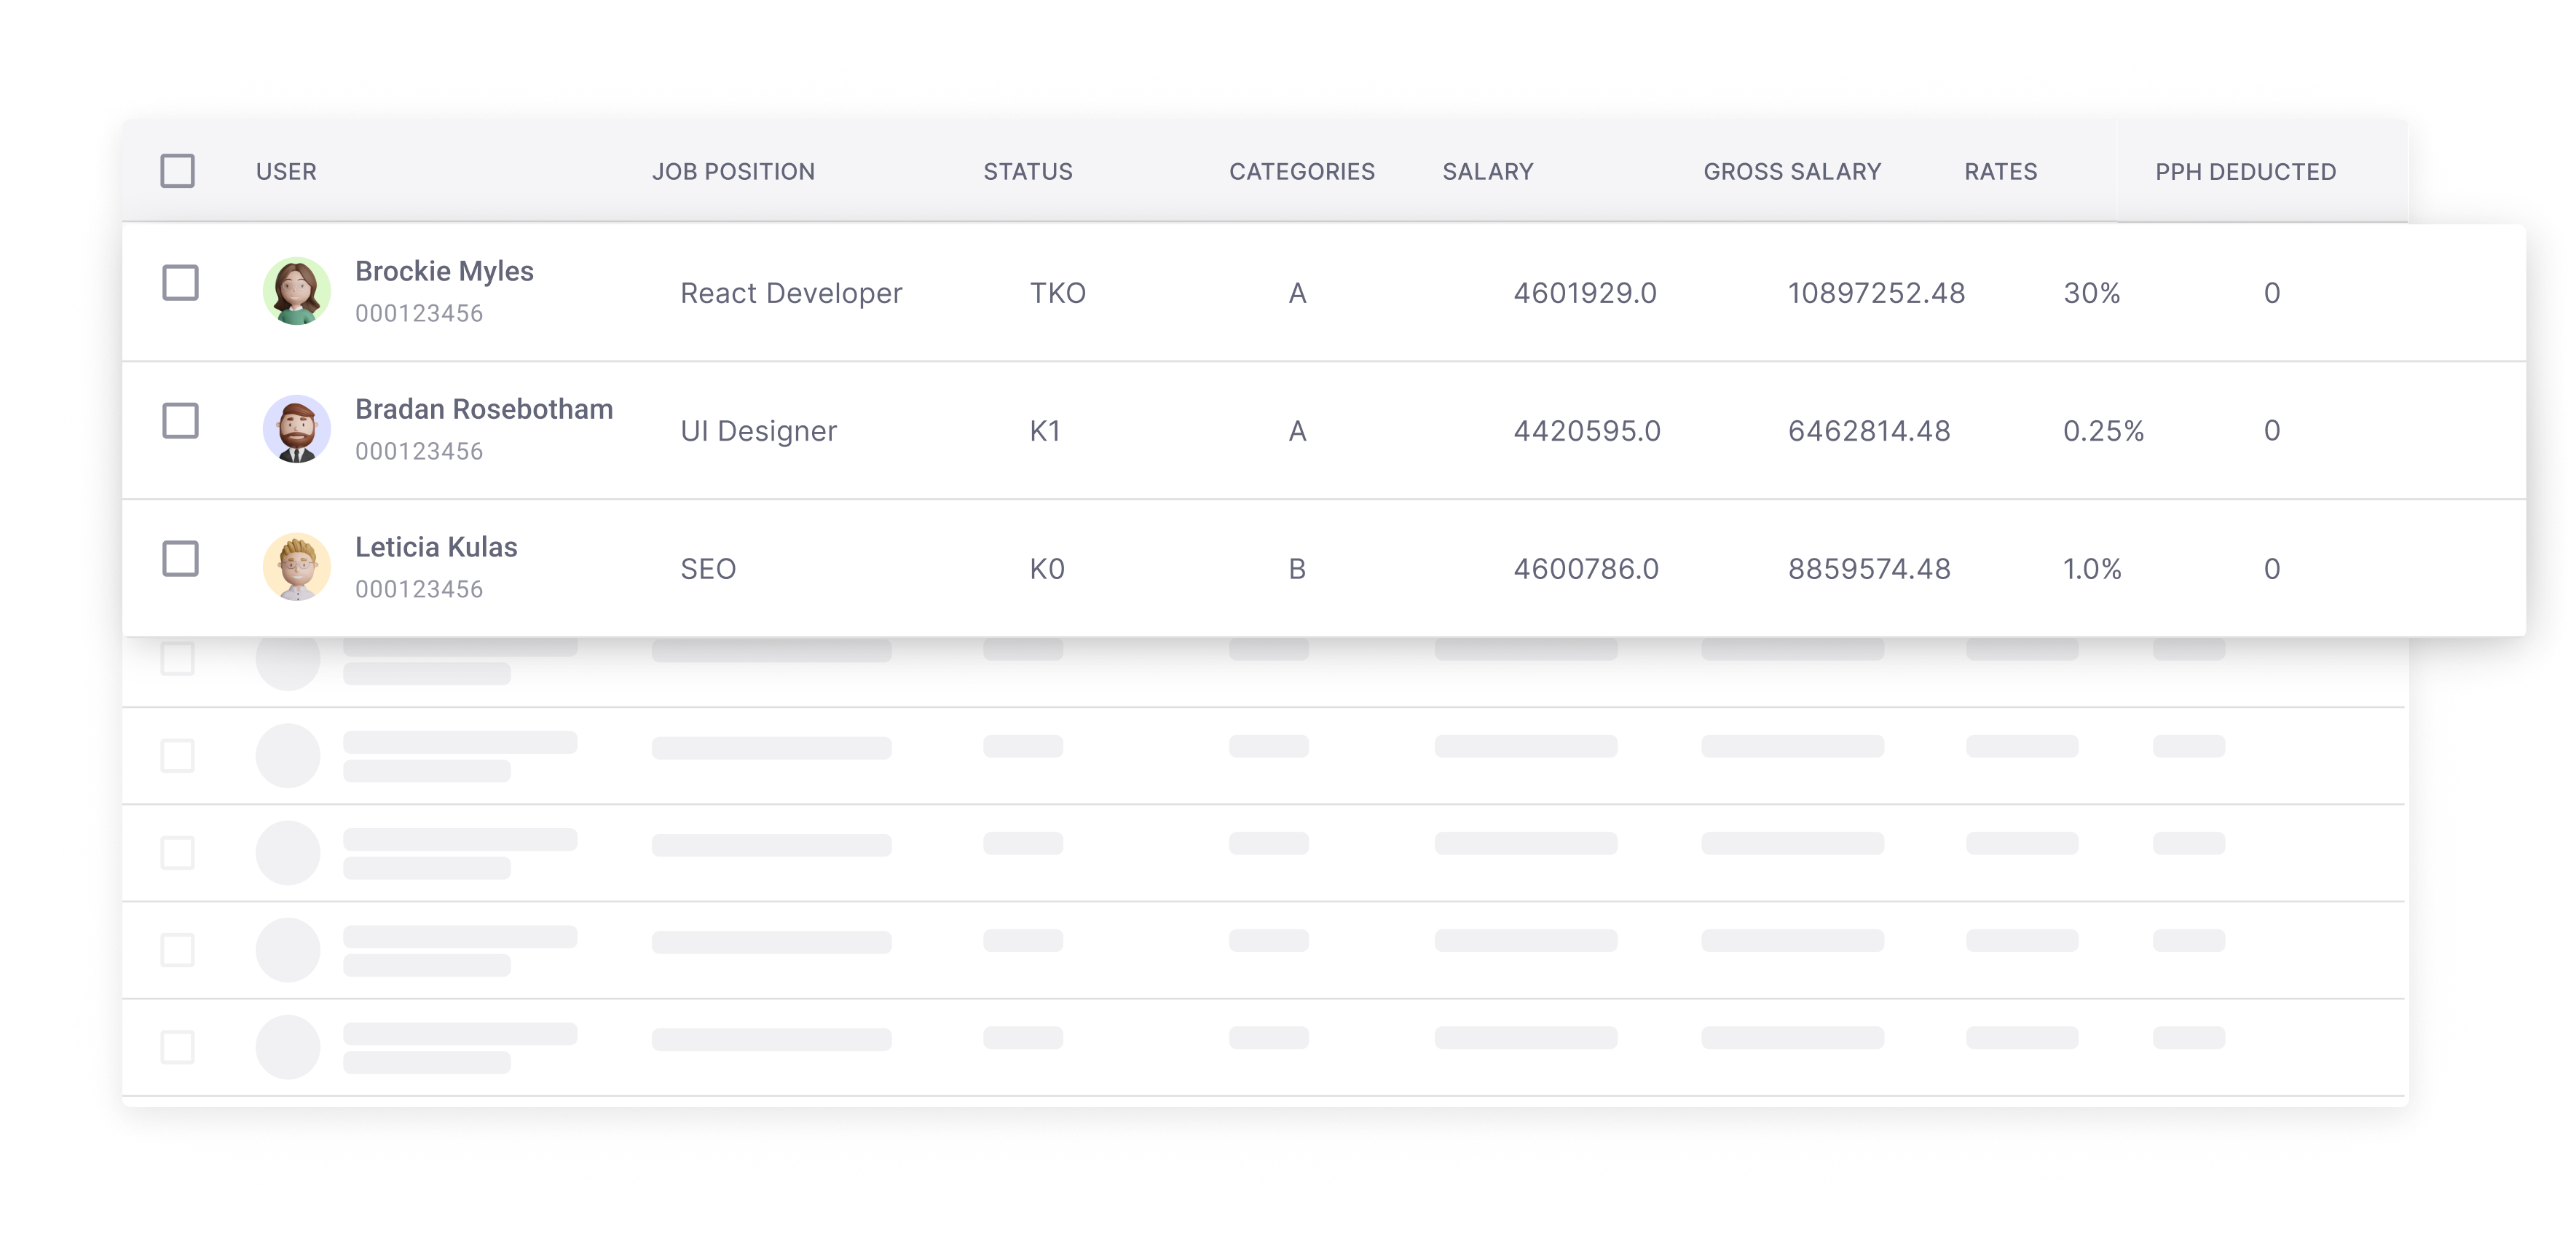 USER JOB POSITION STATUS CATEGORIES SALARY GROSS SALARY RATES PPH DEDUCTED
Brockie Myles
000123456
React Developer TKO A 4601929.0 10897252.48 30% 0
Bradan Rosebotham
000123456
UI Designer K1 A 4420595.0 6462814.48 0.25% 0
Leticia Kulas
000123456
SEO K0 B 4600786.0 8859574.48 1.0% 0